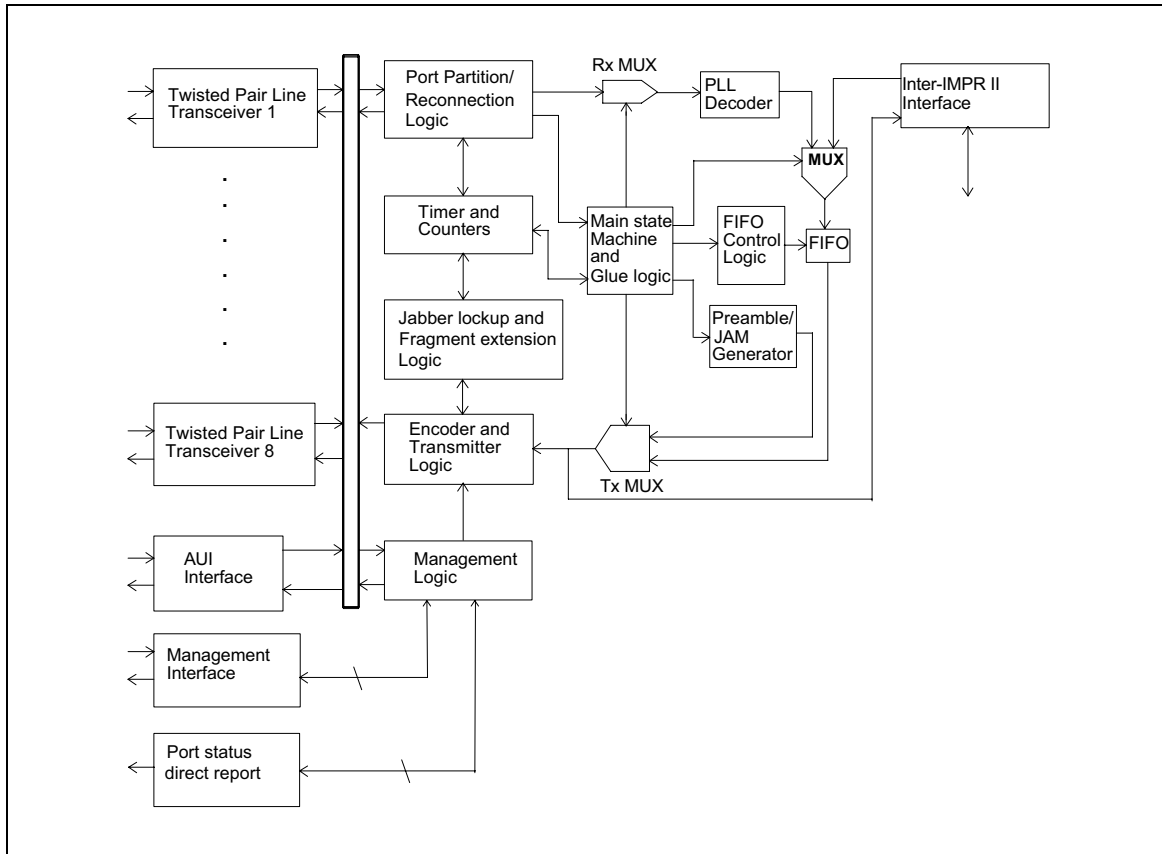 Twisted Pair Line
Transceiver 1
Port Partition/
Reconnection
Logic
Rx MUX
PLL
Decoder
Inter-IMPR II
Interface
MUX
Timer and
Counters
Main state
Machine
and
Glue logic
FIFO
Control
Logic
FIFO
Jabber lockup and
Fragment extension
Logic
Preamble/
JAM
Generator
Twisted Pair Line
Transceiver 8
Encoder and
Transmitter
Logic
Tx MUX
AUI
Interface
Management
Logic
Management
Interface
Port status
direct report